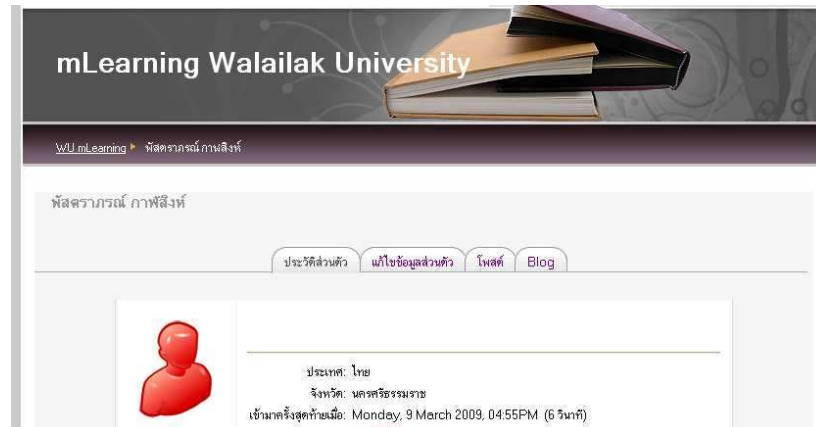 mLearning Walailak University
WU mLearning ► พัสตราภรณ์ กาฬสิงห์
พัสตราภรณ์ กาฬสิงห์
ประวัติส่วนตัว แก้ไขข้อมูลส่วนตัว โพสต์ Blog
ประเทศ: ไทย
จังหวัด: นครศรีธรรมราช
เข้ามาครั้งสุดท้ายเมื่อ: Monday, 9 March 2009, 04:55PM (6 วินาที)